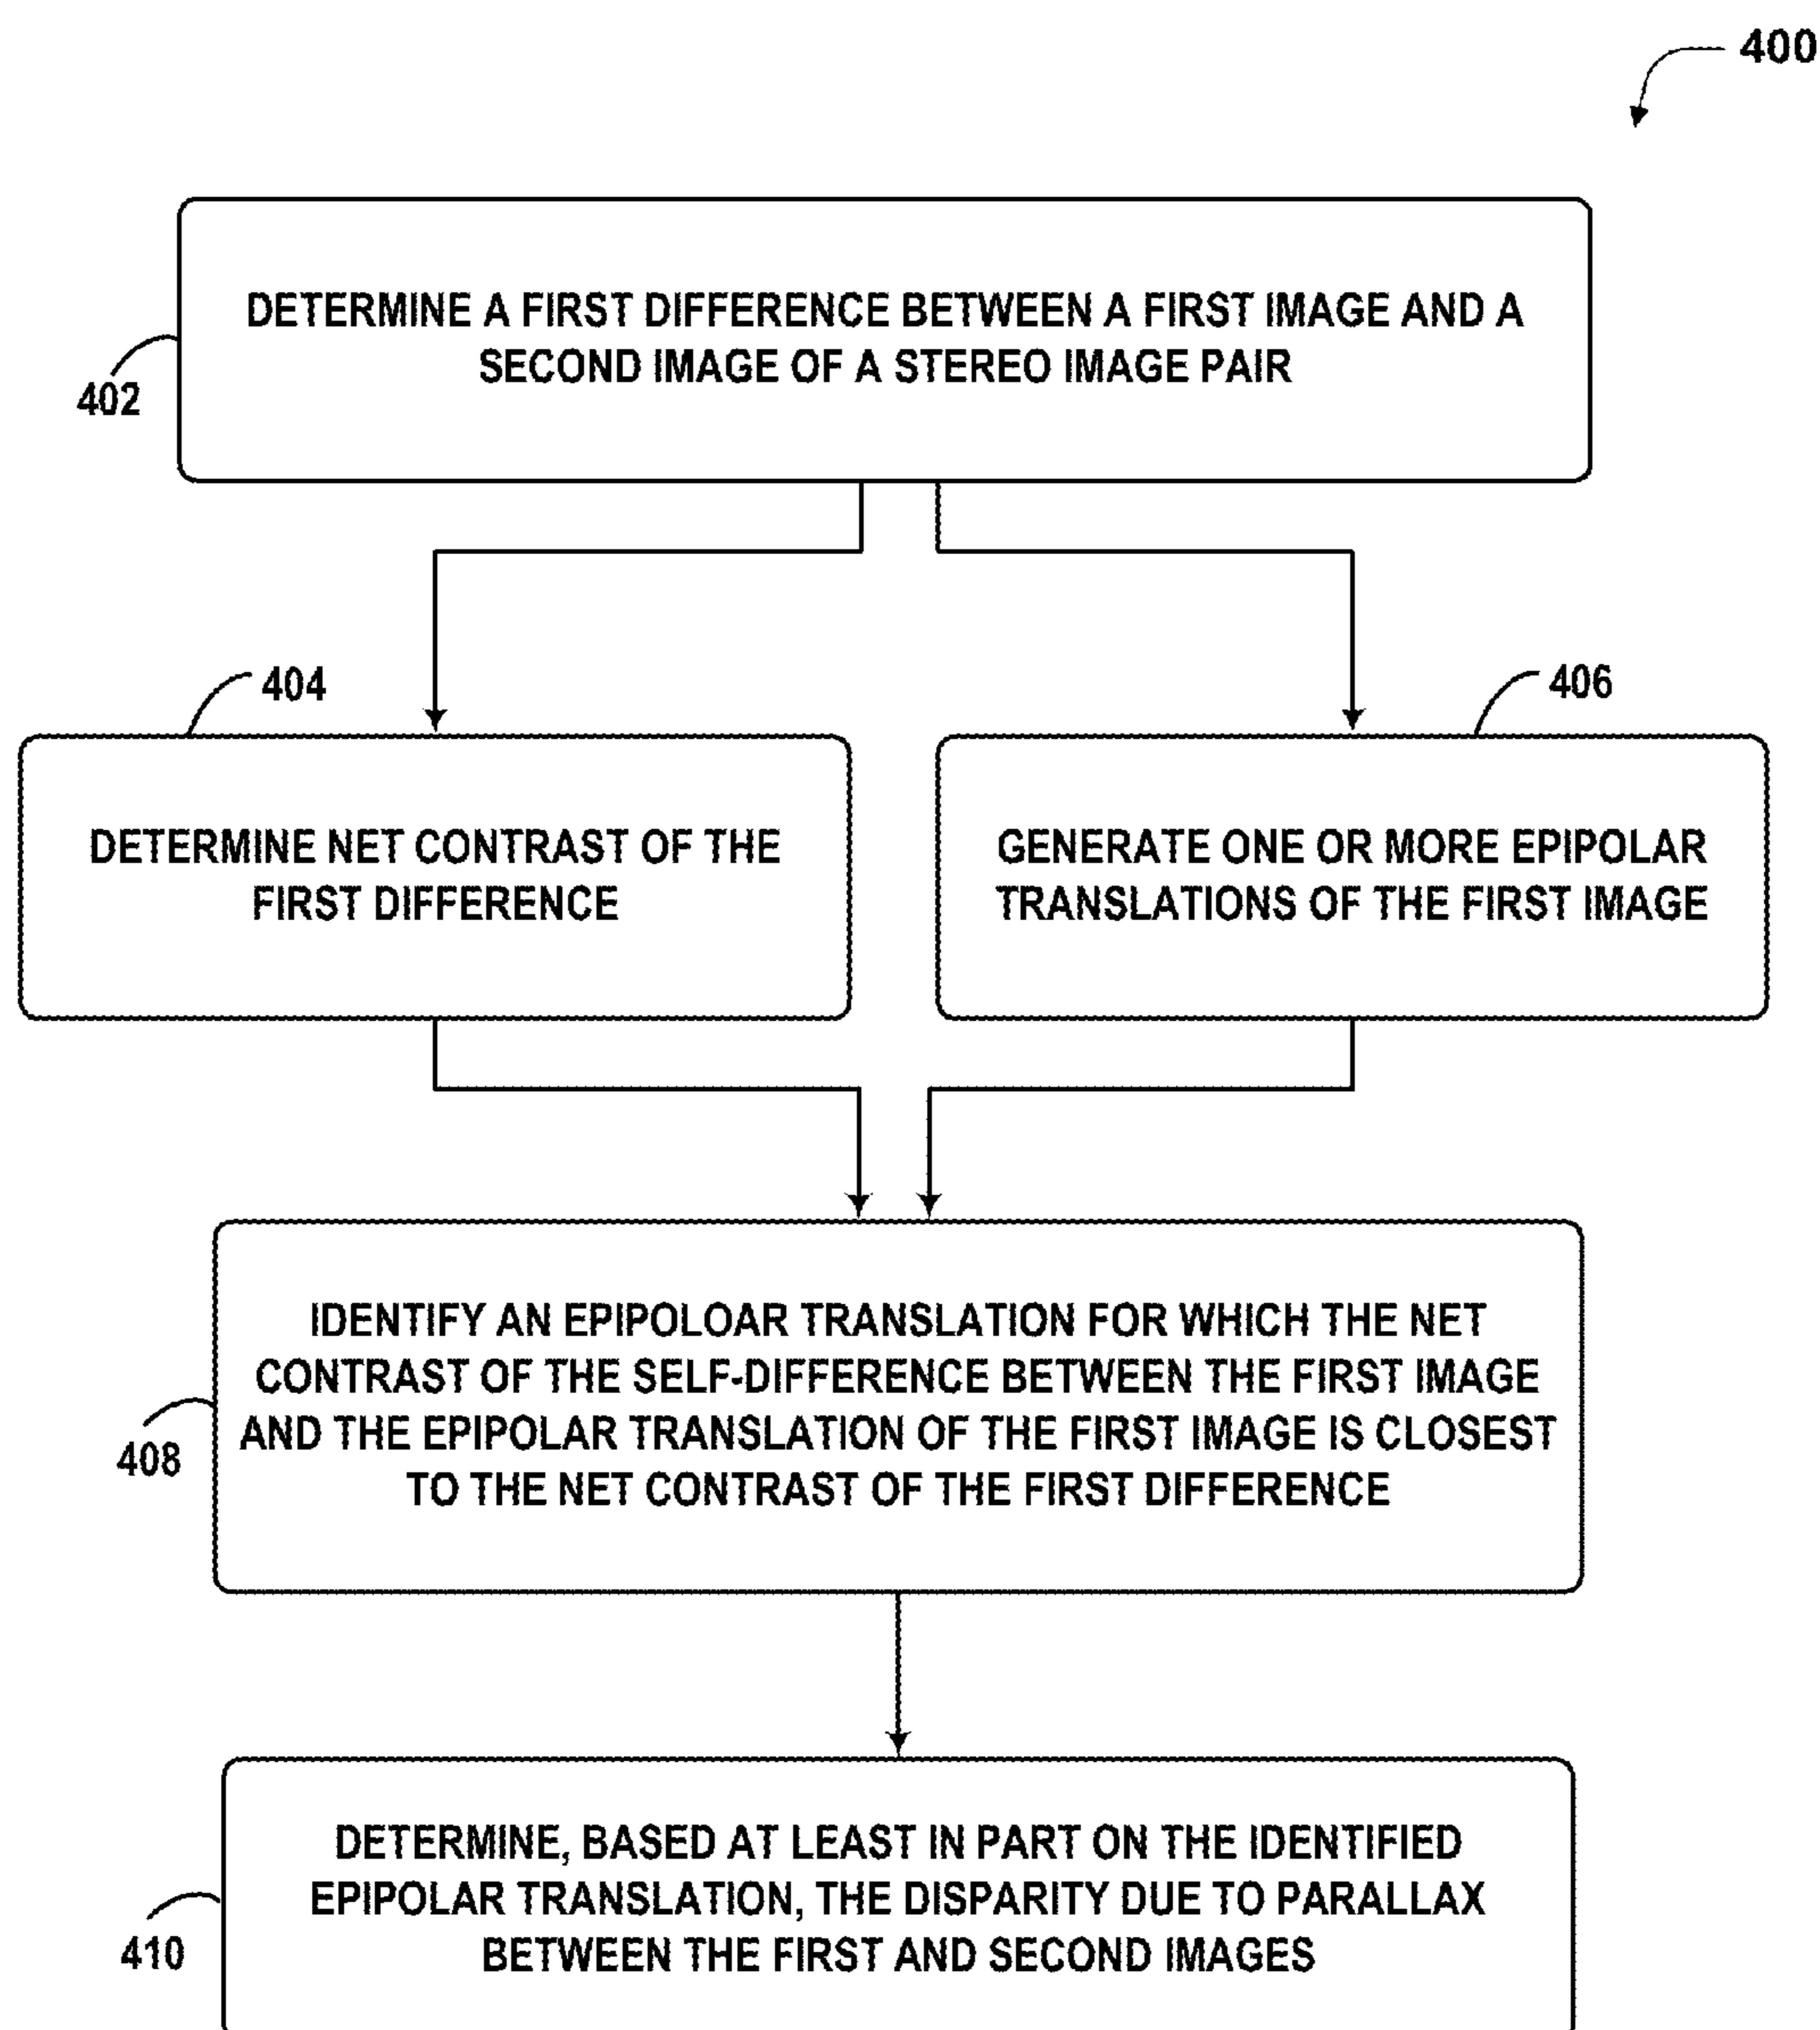 400
DETERMINE A FIRST DIFFERENCE BETWEEN A FIRST IMAGE AND A
SECOND IMAGE OF A STEREO IMAGE PAIR
402
404
DETERMINE NET CONTRAST OF THE
FIRST DIFFERENCE
406
GENERATE ONE OR MORE EPIPOLAR
TRANSLATIONS OF THE FIRST IMAGE
IDENTIFY AN EPIPOLOAR TRANSLATION FOR WHICH THE NET
CONTRAST OF THE SELF-DIFFERENCE BETWEEN THE FIRST IMAGE
AND THE EPIPOLAR TRANSLATION OF THE FIRST IMAGE IS CLOSEST
TO THE NET CONTRAST OF THE FIRST DIFFERENCE
408
DETERMINE, BASED AT LEAST IN PART ON THE IDENTIFIED
EPIPOLAR TRANSLATION, THE DISPARITY DUE TO PARALLAX
BETWEEN THE FIRST AND SECOND IMAGES
410